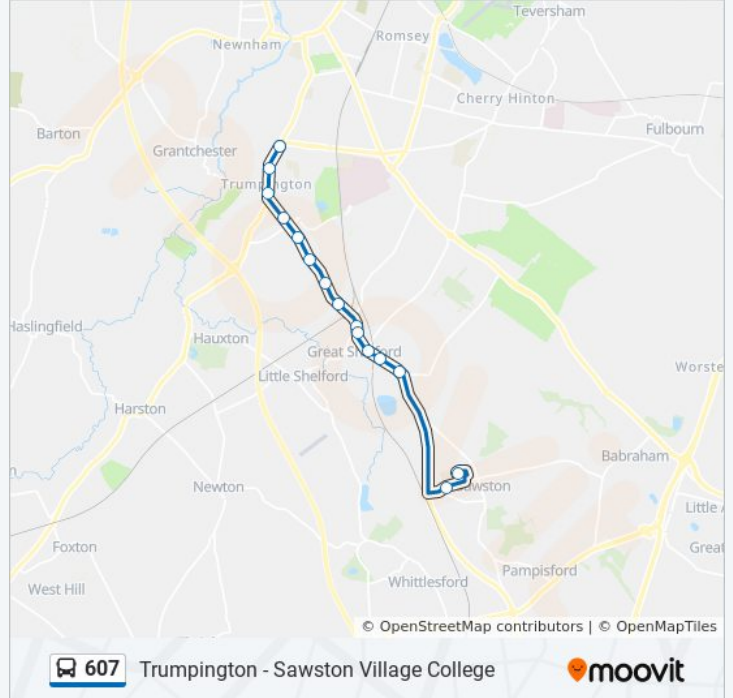 Teversham
Newnham
Romsey
Cherry Hinton
Barton
Fulbourn
Grantchester
Trumpington
Haslingfield
Hauxton
Great Shelford
Little Shelford
Worste
Harston
Babraham
Newton
Sawston
Little A
Foxton
Great
Pampisford
West Hill
Whittlesford
© OpenStreetMap contributors | © OpenMapTiles
607 Trumpington - Sawston Village College moovit